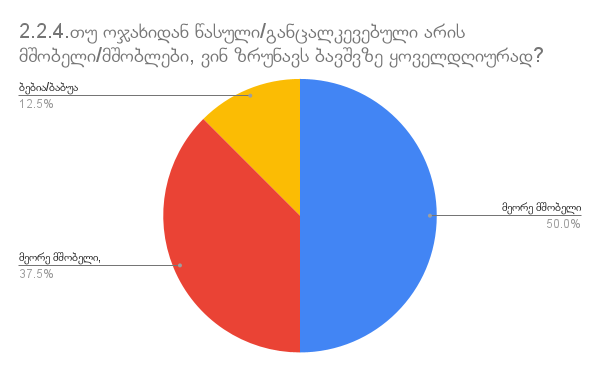 2.2.4.თუ ოჯახიდან წასული/განცალკევებული არის
მშობელი/მშობლები, ვინ ზრუნავს ბავშვზე ყოველდღიურად?
ბებია/ბაბუა
12.5%
მეორე მშობელი
50.0%
მეორე მშობელი,
37.5%